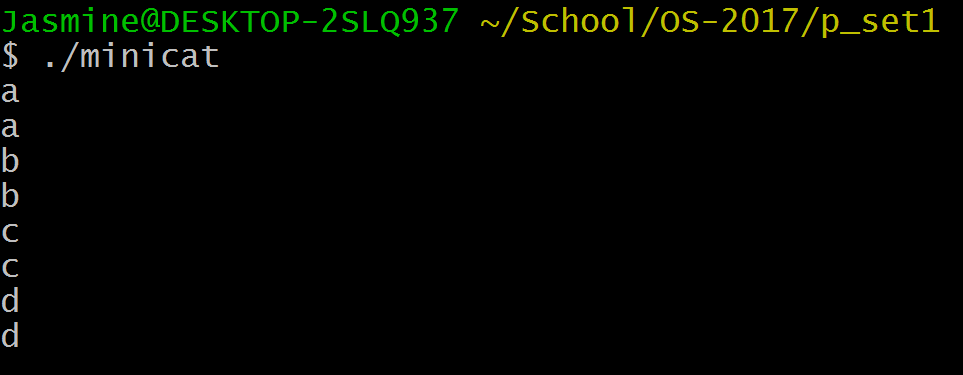 Jasmine@DESKTOP-2SLQ937 ~/School/OS-2017/p_set1
$ ./minicat
a
a
b
b
c
c
d
d